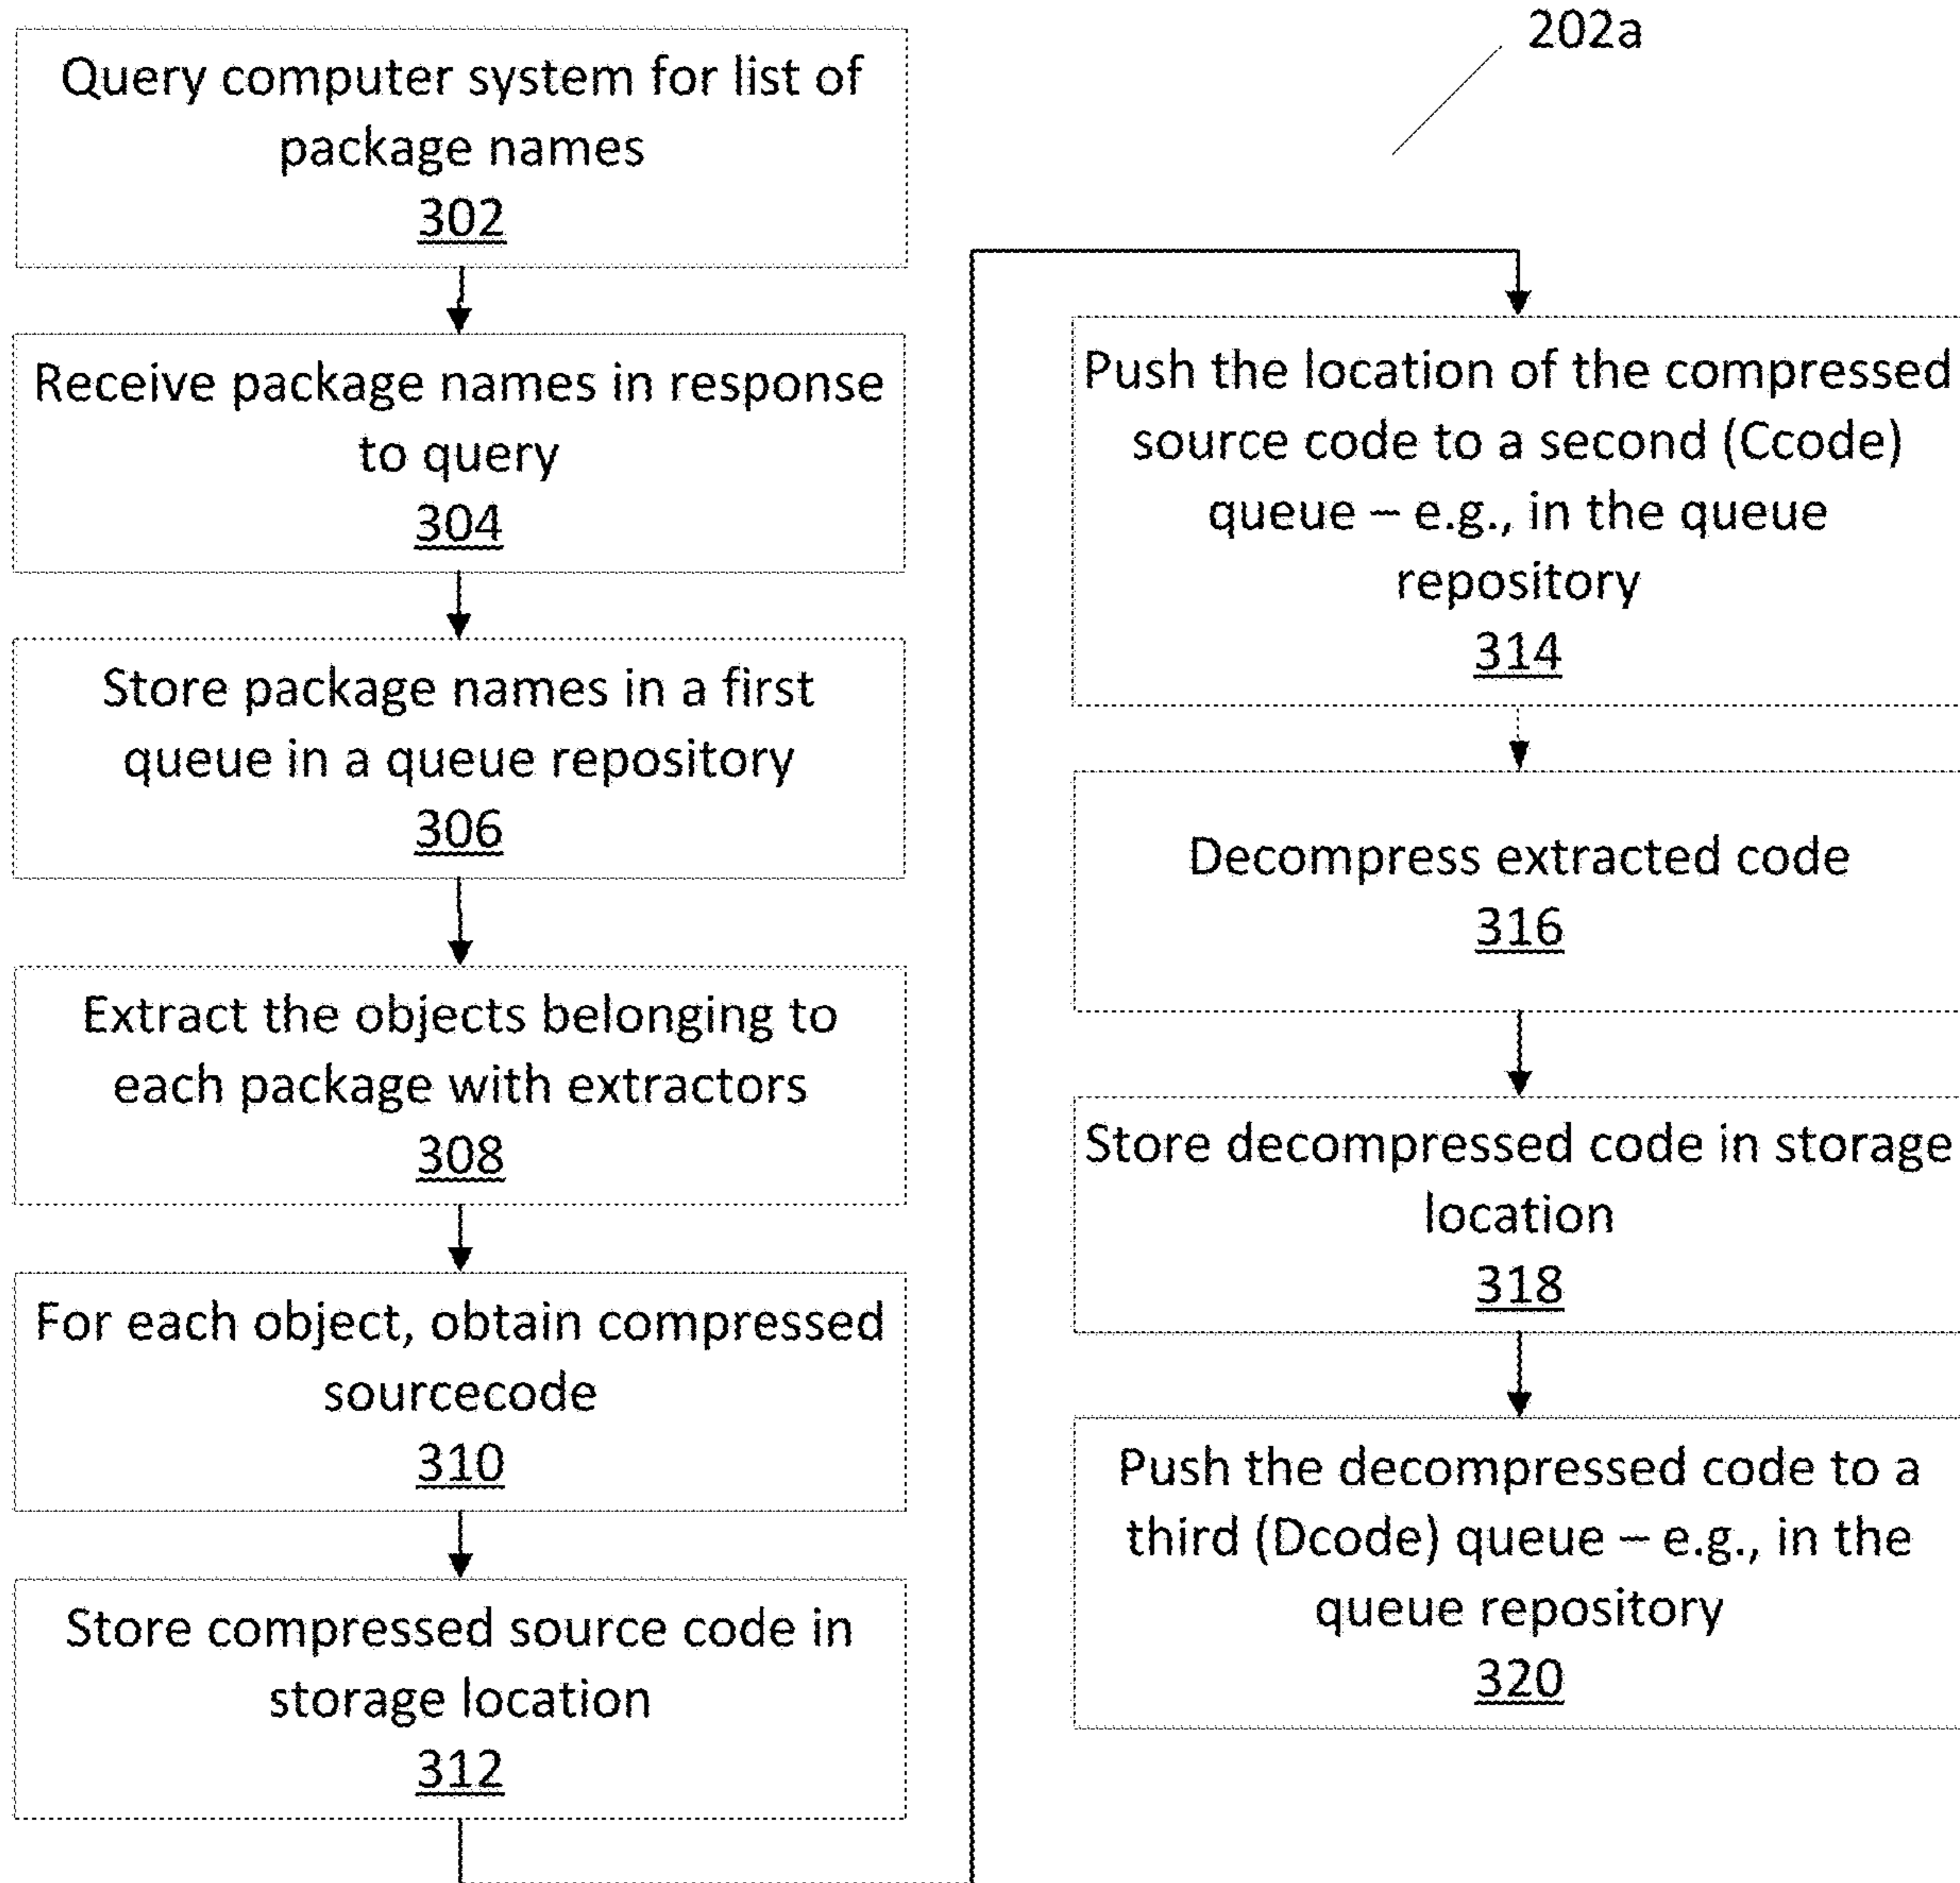 202a
Query computer system for list of
package names
302
Receive package names in response
to query
304
Store package names in a first
queue in a queue repository
306
Extract the objects belonging to
each package with extractors
308
For each object, obtain compressed
sourcecode
310
Store compressed source code in
storage location
312
Push the location of the compressed
source code to a second (Ccode)
queue – e.g., in the queue
repository
314
Decompress extracted code
316
Store decompressed code in storage
location
318
Push the decompressed code to a
third (Dcode) queue – e.g., in the
queue repository
320